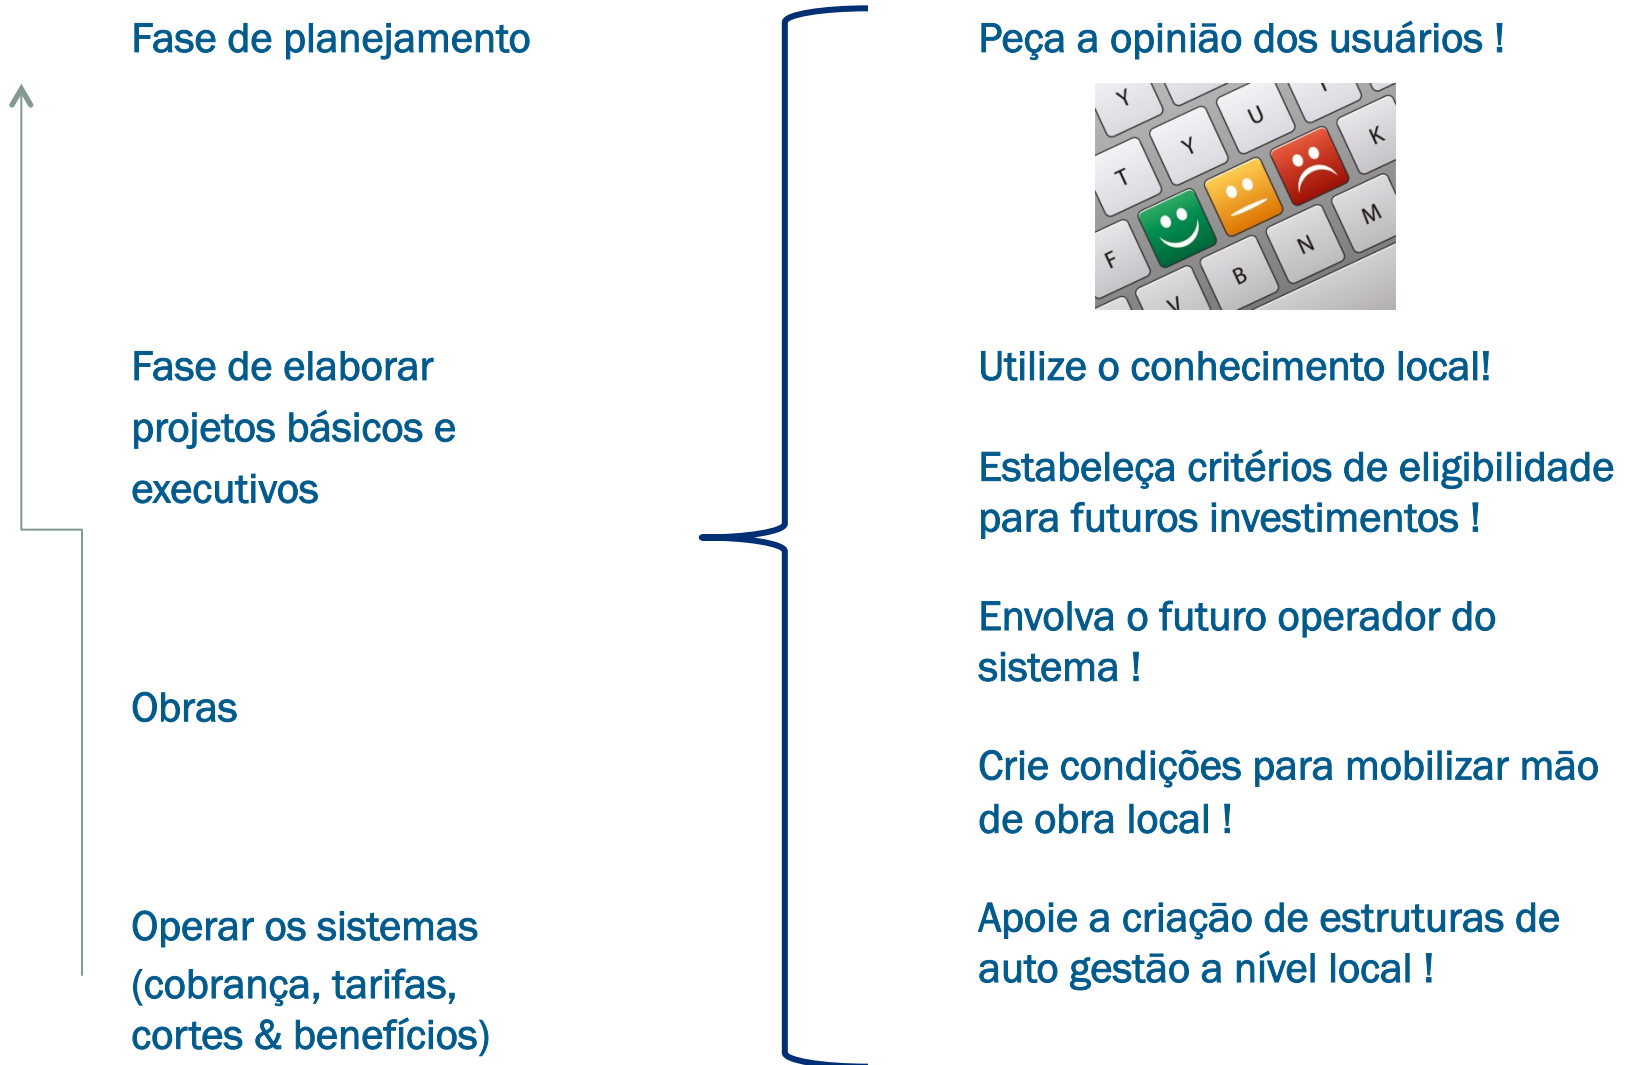 Fase de planejamento
Fase de elaborar
projetos básicos e
executivos
Obras
Operar os sistemas
(cobrança, tarifas,
cortes & benefícios)
Peça a opinião dos usuários !
Y
U
I
T
Y
K
F
V
B
N
M
Utilize o conhecimento local!
Estabeleça critérios de eligibilidade
para futuros investimentos !
Envolva o futuro operador do
sistema !
Crie condições para mobilizar mão
de obra local !
Apoie a criação de estruturas de
auto gestão a nível local !